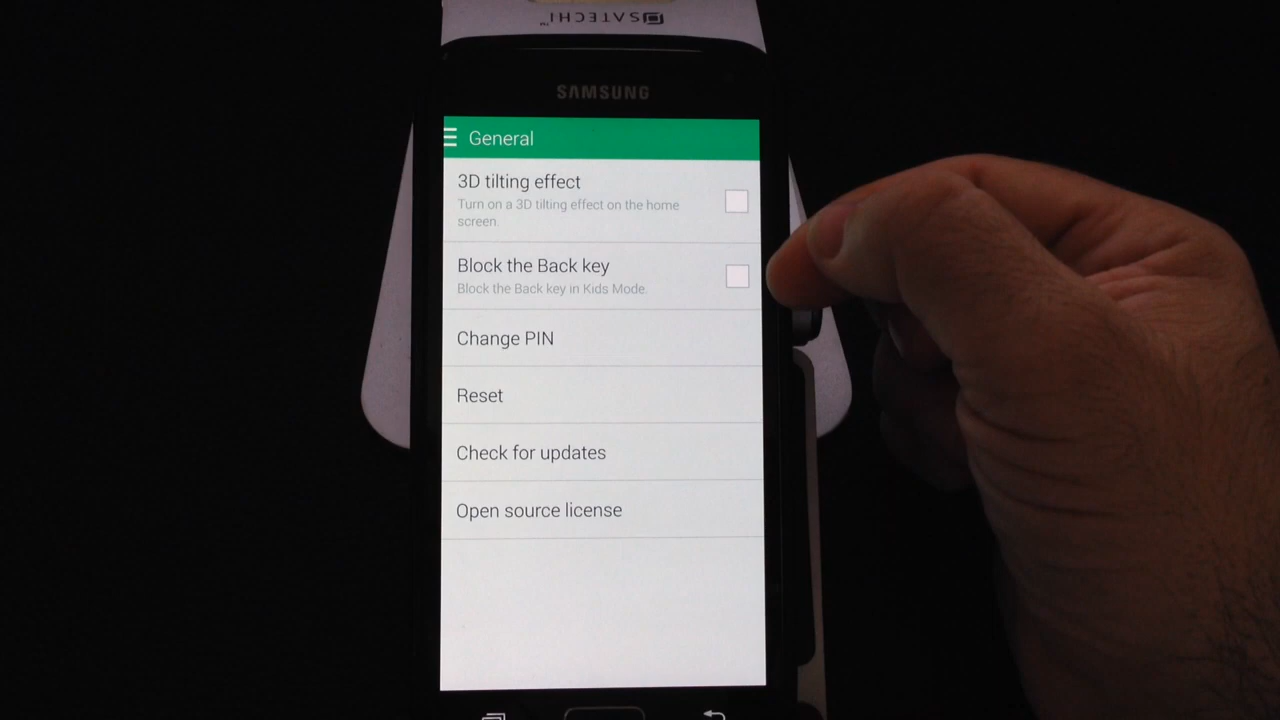 SATECHI™
SAMSUNG
General
3D tilting effect
Turn on a 3D tilting effect on the home
screen.
Block the Back key
Block the Back key in Kids Mode.
Change PIN
Reset
Check for updates
Open source license